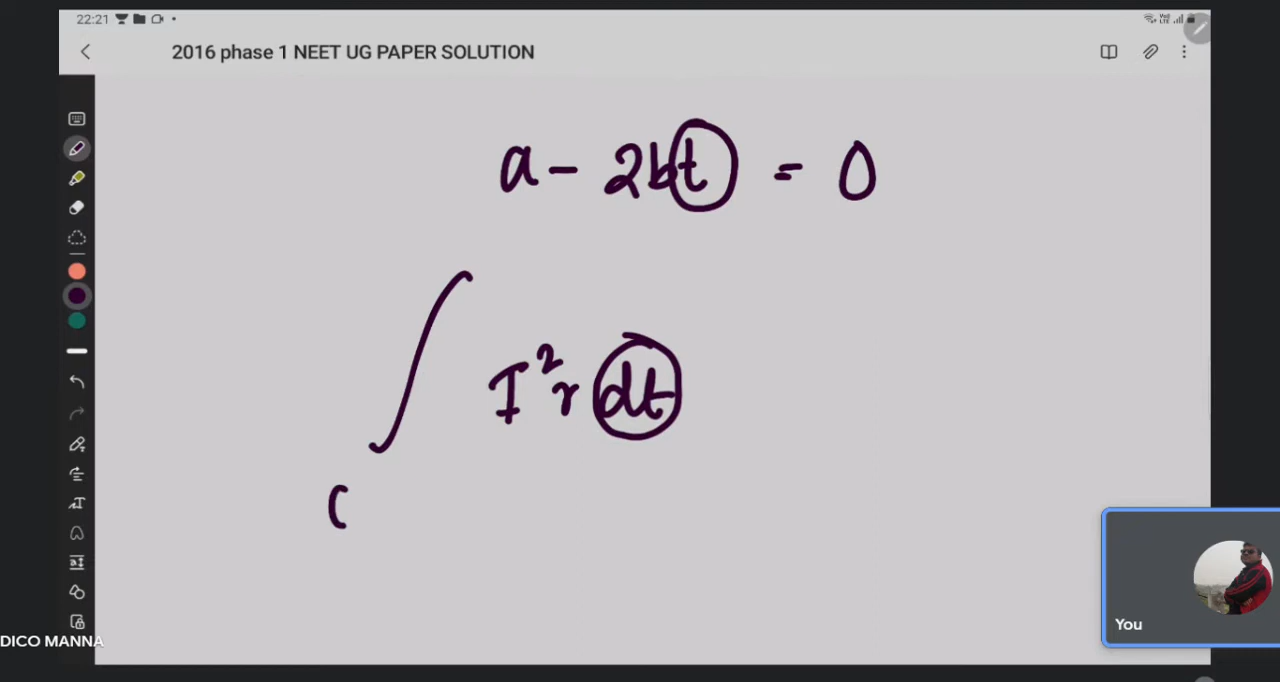 22:21
2016 phase 1 NEET UG PAPER SOLUTION
a - 2bt = 0
∫ I²r dt
You
DICO MANNA